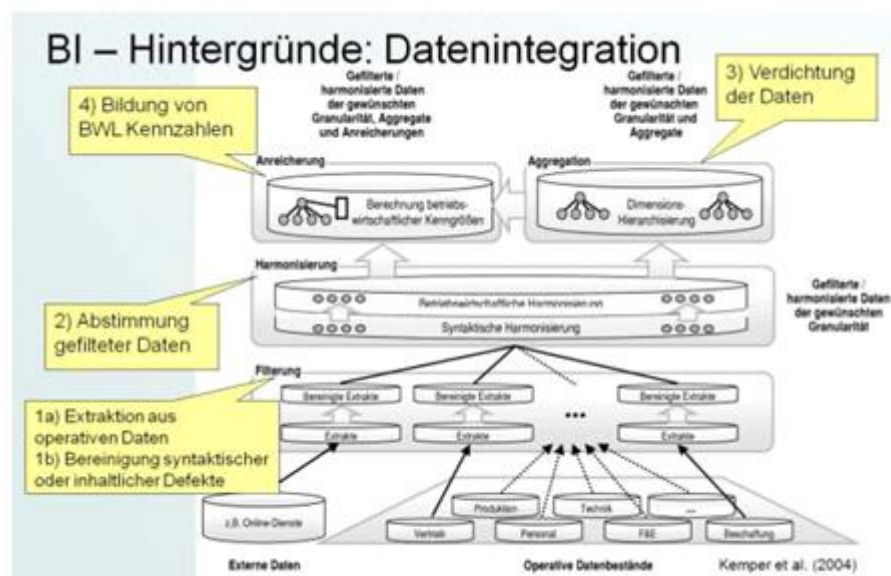 BI – Hintergründe: Datenintegration
Gefilterte /
harmonisierte Daten
der gewünschten
Granularität, Aggregate
und Anreicherungen
Gefilterte /
harmonisierte Daten
der gewünschten
Granularität und
Aggregate
3) Verdichtung
der Daten
4) Bildung von
BWL Kennzahlen
Anreicherung
Berechnung betriebs-
wirtschaftlicher Kenngrößen
Aggregation
Dimensions-
Hierarchisierung
Harmonisierung
Betriebswirtschaftliche Harmonisierung
Syntaktische Harmonisierung
Gefilterte /
harmonisierte Daten
der gewünschten
Granularität
2) Abstimmung
gefilteter Daten
Filterung
Bereinigte Extrakte
Bereinigte Extrakte
Bereinigte Extrakte
...
Extrakte
Extrakte
Extrakte
1a) Extraktion aus
operativen Daten
1b) Bereinigung syntaktischer
oder inhaltlicher Defekte
z.B. Online-Dienste
Produktion
Technik
...
Vertrieb
Personal
F&E
Beschaffung
Externe Daten
Operative Datenbestände
Kemper et al. (2004)